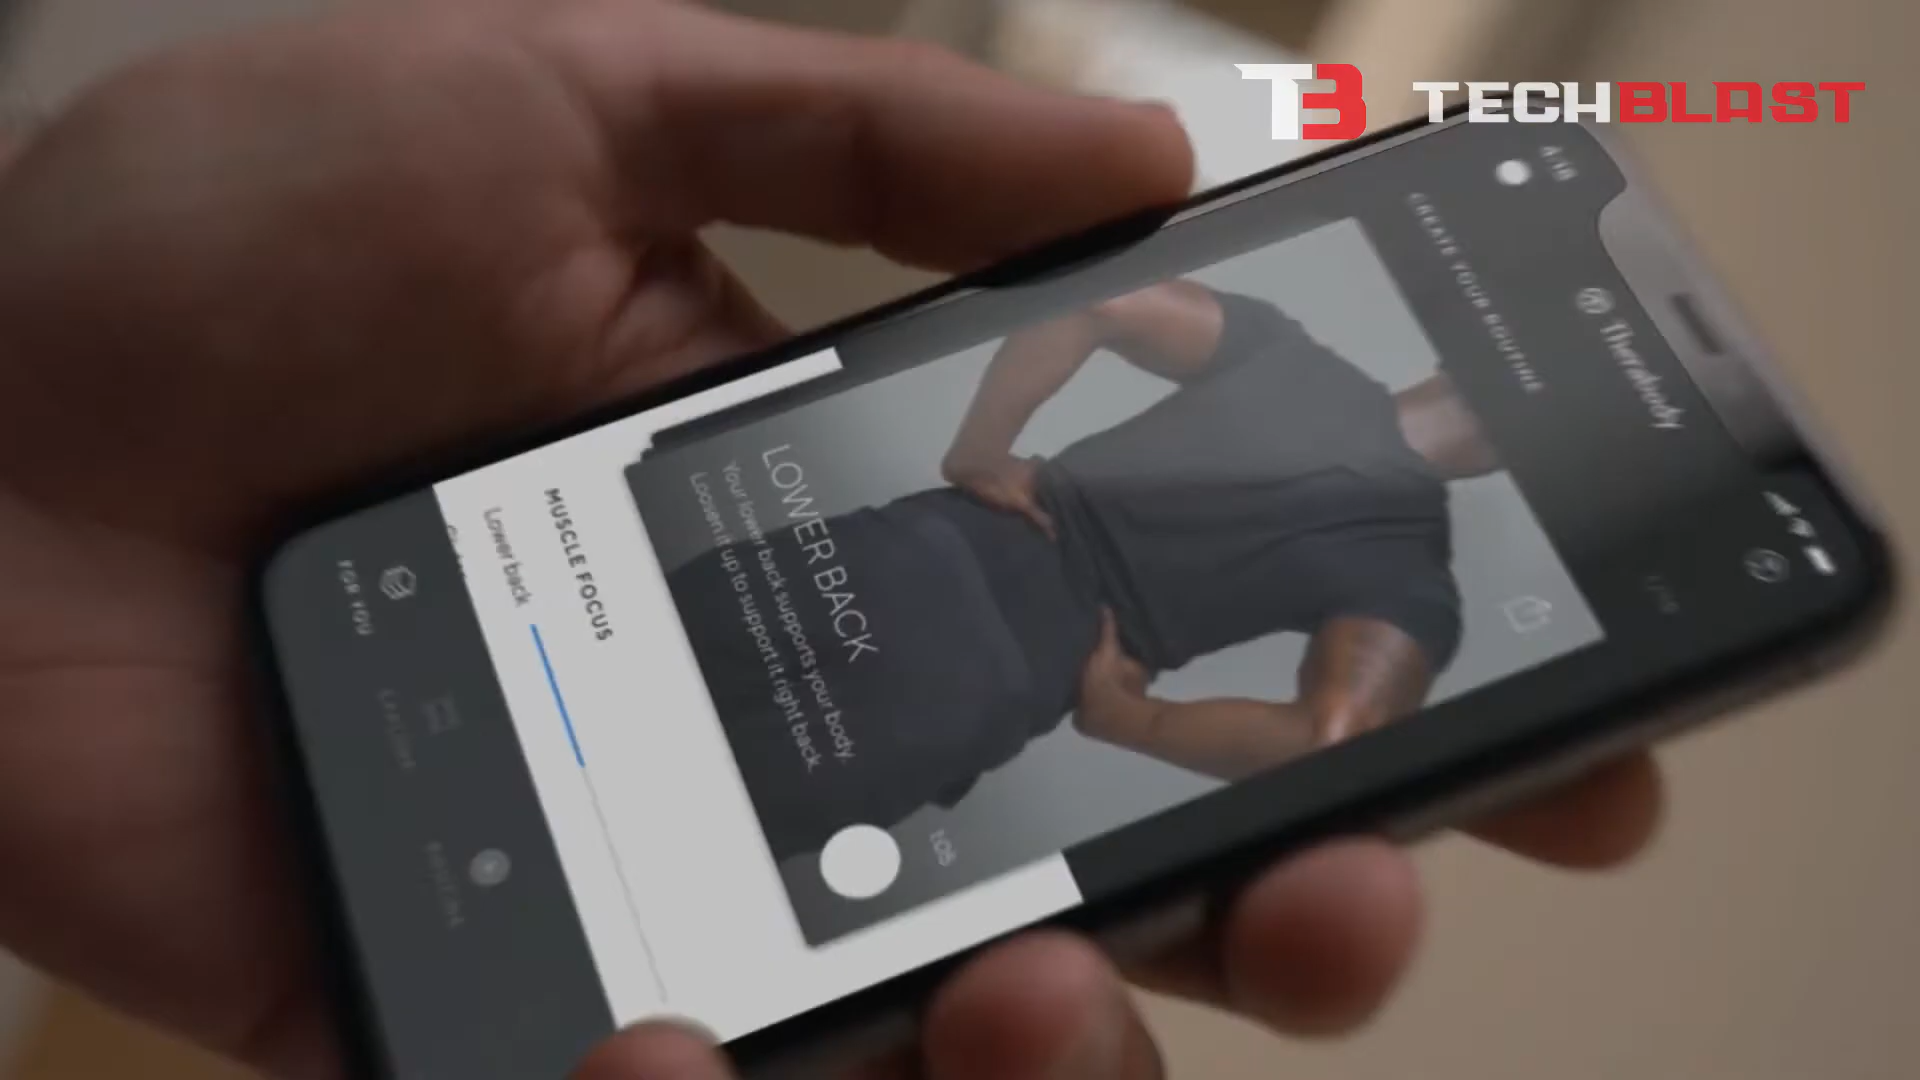 TB TECHBLAST
Therabody
CREATE YOUR ROUTINE
LOWER BACK
Your lower back supports your body.
Loosen it up to support it right back.
MUSCLE FOCUS
Lower back
FOR YOU